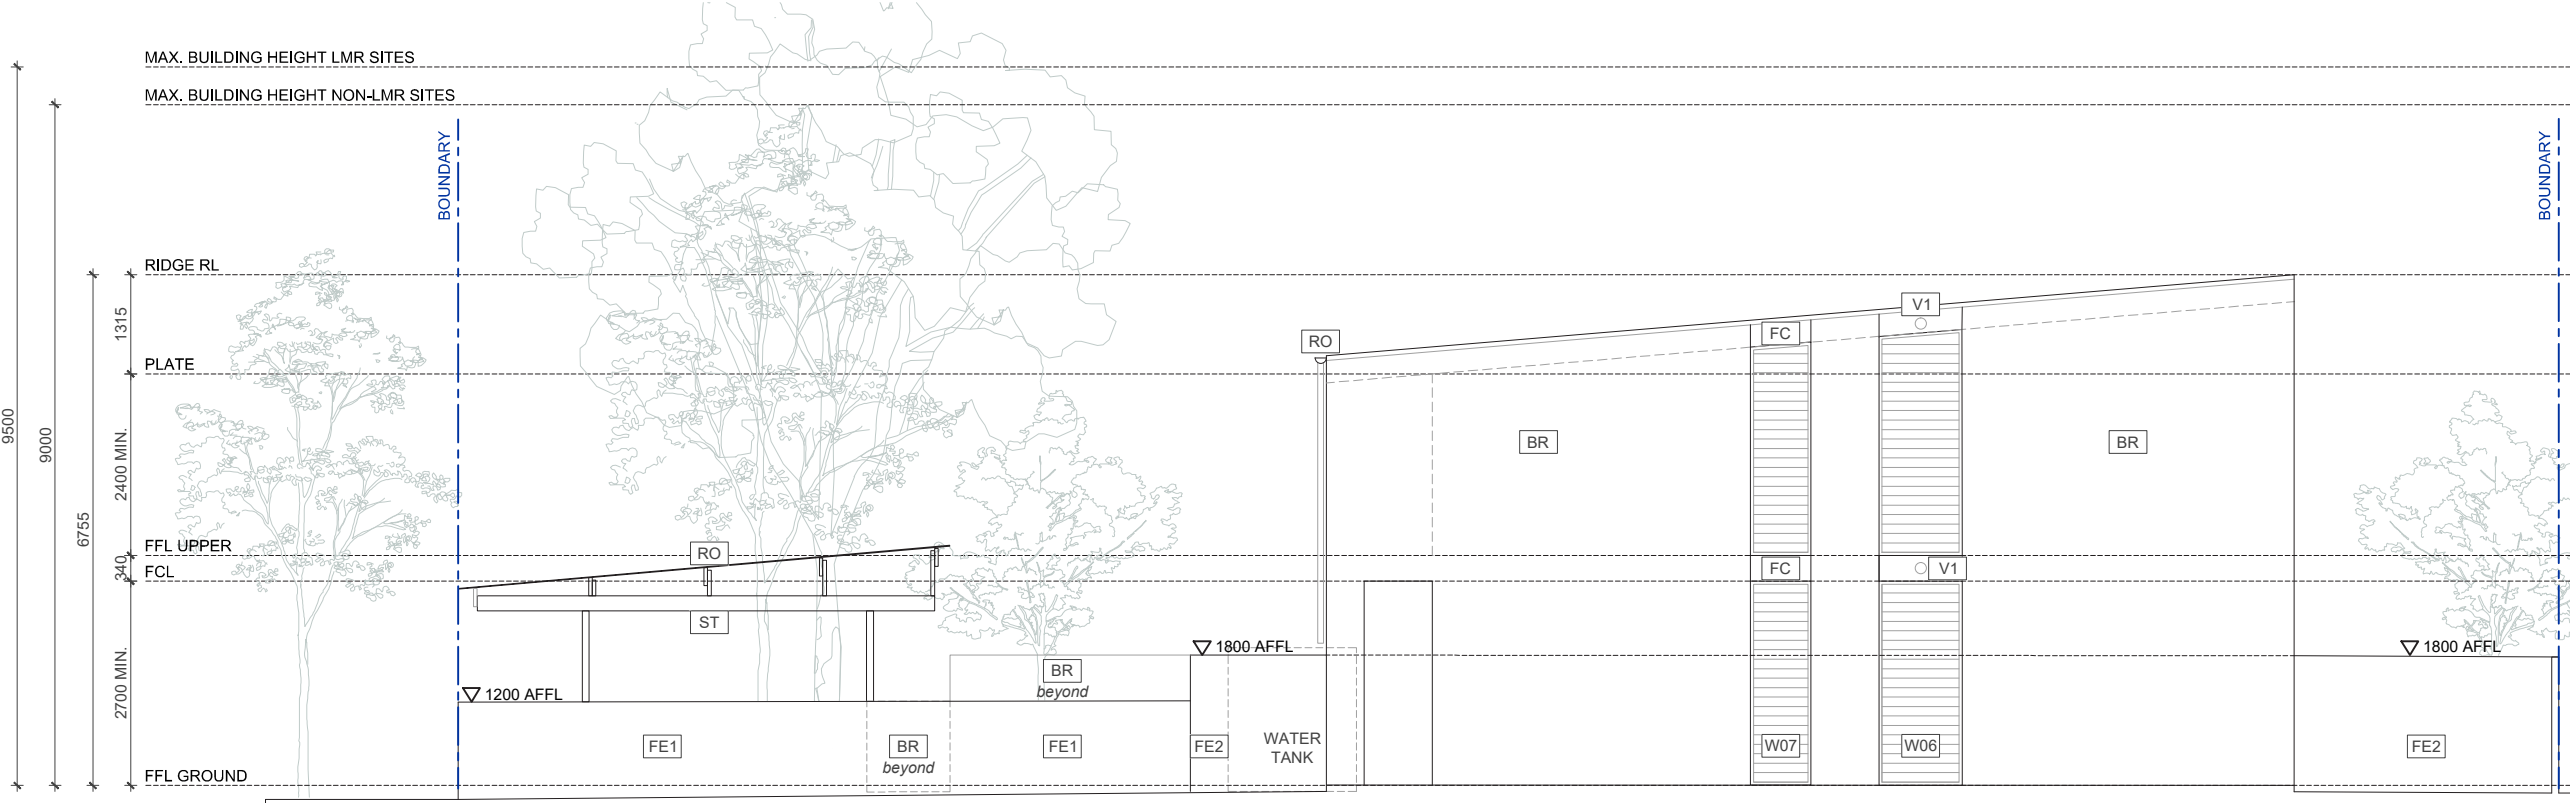 MAX. BUILDING HEIGHT LMR SITES
MAX. BUILDING HEIGHT NON-LMR SITES
BOUNDARY
BOUNDARY
RIDGE RL
1315
V1
FC
RO
PLATE
9500
9000
2400 MIN.
BR
BR
6755
FFL UPPER
340
FCL
RO
FC
V1
ST
2700 MIN.
1800 AFFL
1800 AFFL
BR
beyond
1200 AFFL
FE1
BR
beyond
FE1
FE2
WATER
TANK
W07
W06
FE2
FFL GROUND